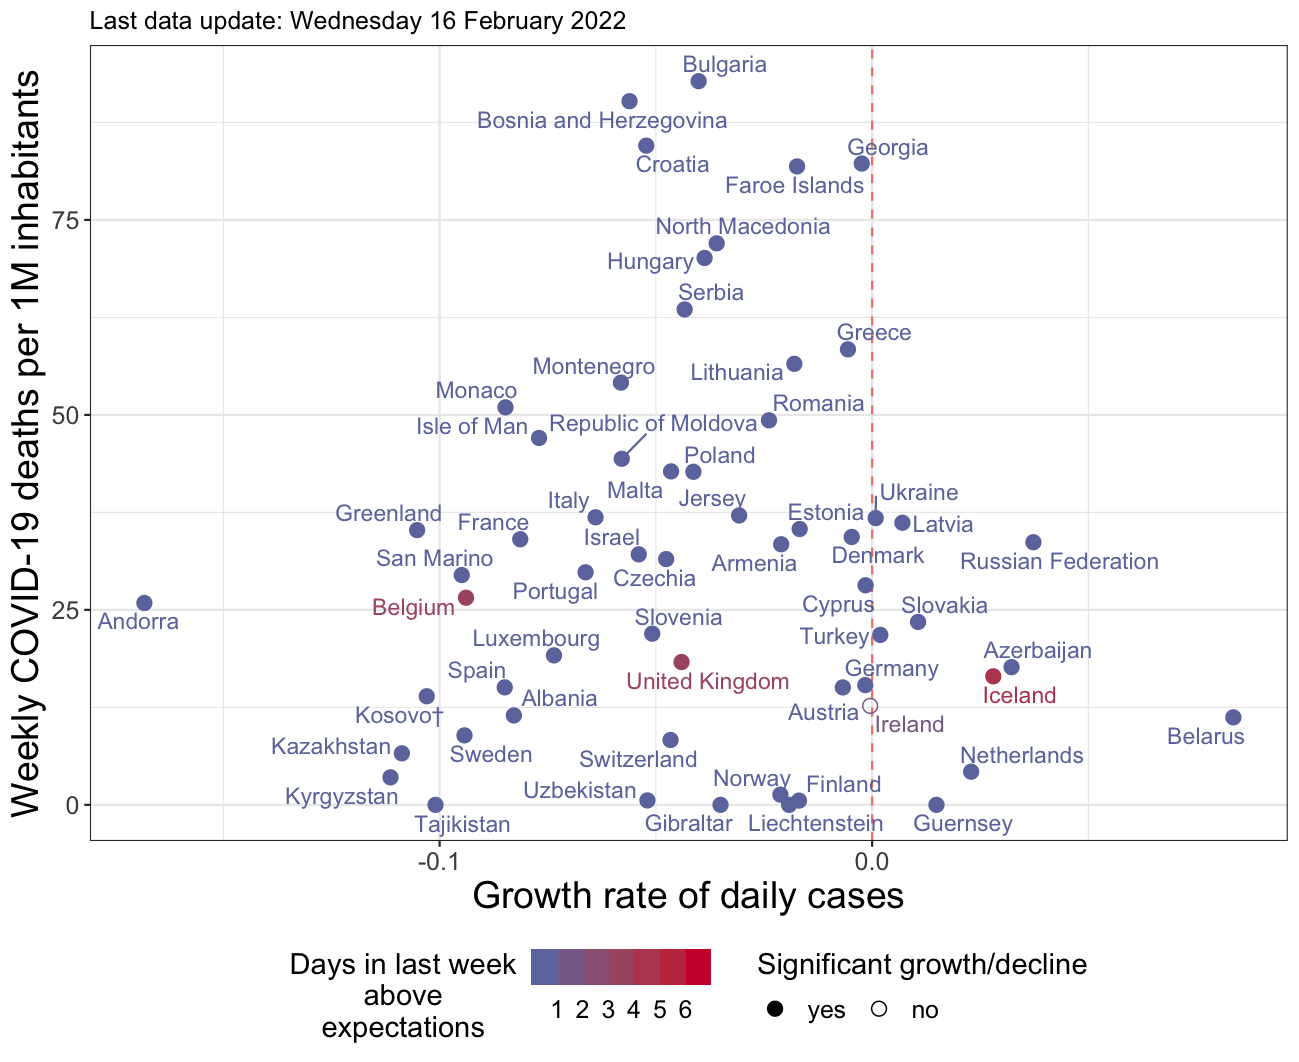 Last data update: Wednesday 16 February 2022
Weekly COVID-19 deaths per 1M inhabitants
Bulgaria
Bosnia and Herzegovina
Croatia
Georgia
Faroe Islands
75
North Macedonia
Hungary
Serbia
Greece
Montenegro
Lithuania
Monaco
Romania
50
Isle of Man
Republic of Moldova
Poland
Malta
Jersey
Ukraine
Italy
Greenland
Estonia
France
Latvia
Israel
Denmark
San Marino
Armenia
Russian Federation
Czechia
Portugal
Belgium
Cyprus
Slovakia
25
Andorra
Slovenia
Luxembourg
Turkey
Azerbaijan
Spain
Germany
United Kingdom
Iceland
Albania
Kosovo†
Austria
Ireland
Belarus
Kazakhstan
Sweden
Switzerland
Netherlands
Norway
Finland
Kyrgyzstan
Uzbekistan
0
Tajikistan
Gibraltar
Liechtenstein
Guernsey
-0.1
0.0
Growth rate of daily cases
Days in last week
above
expectations
1 2 3 4 5 6
Significant growth/decline
yes
no